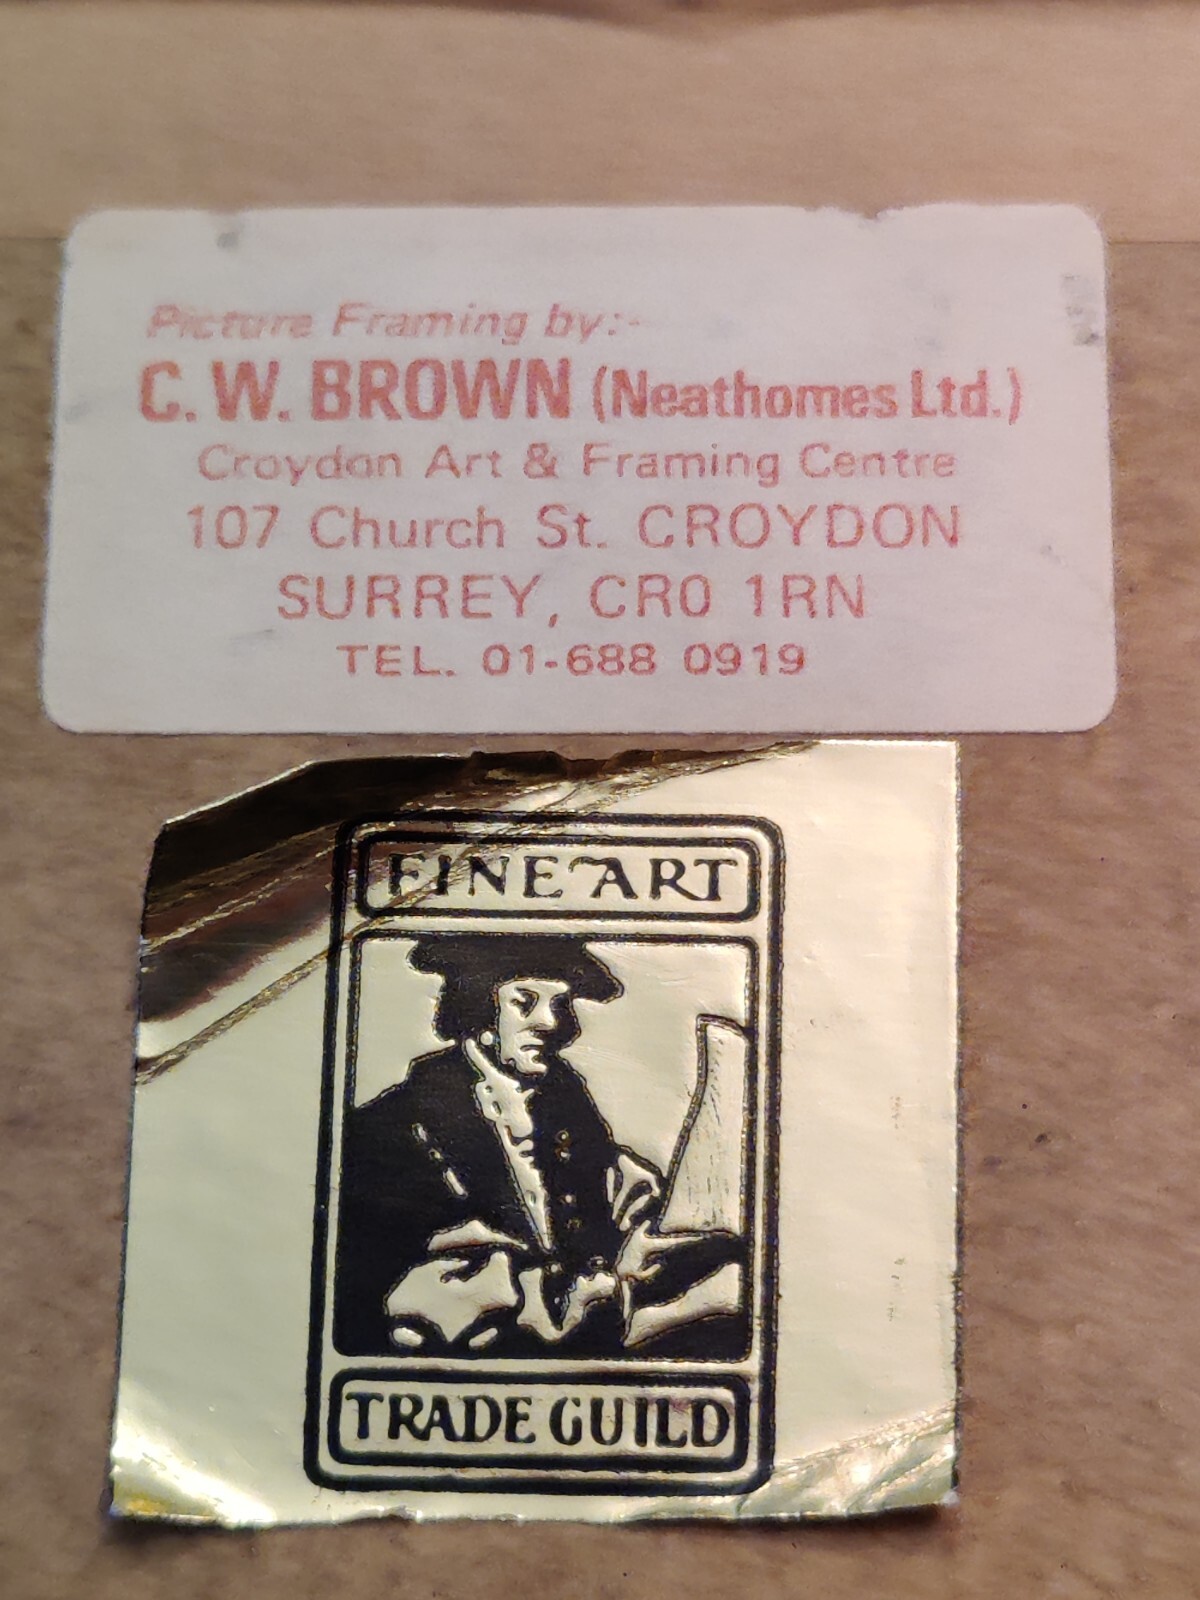 Picture Framing by:-
C. W. BROWN (Neathomes Ltd.)
Croydon Art & Framing Centre
107 Church St. CROYDON
SURREY, CR0 1RN
TEL. 01-688 0919
FINE ART
TRADE GUILD